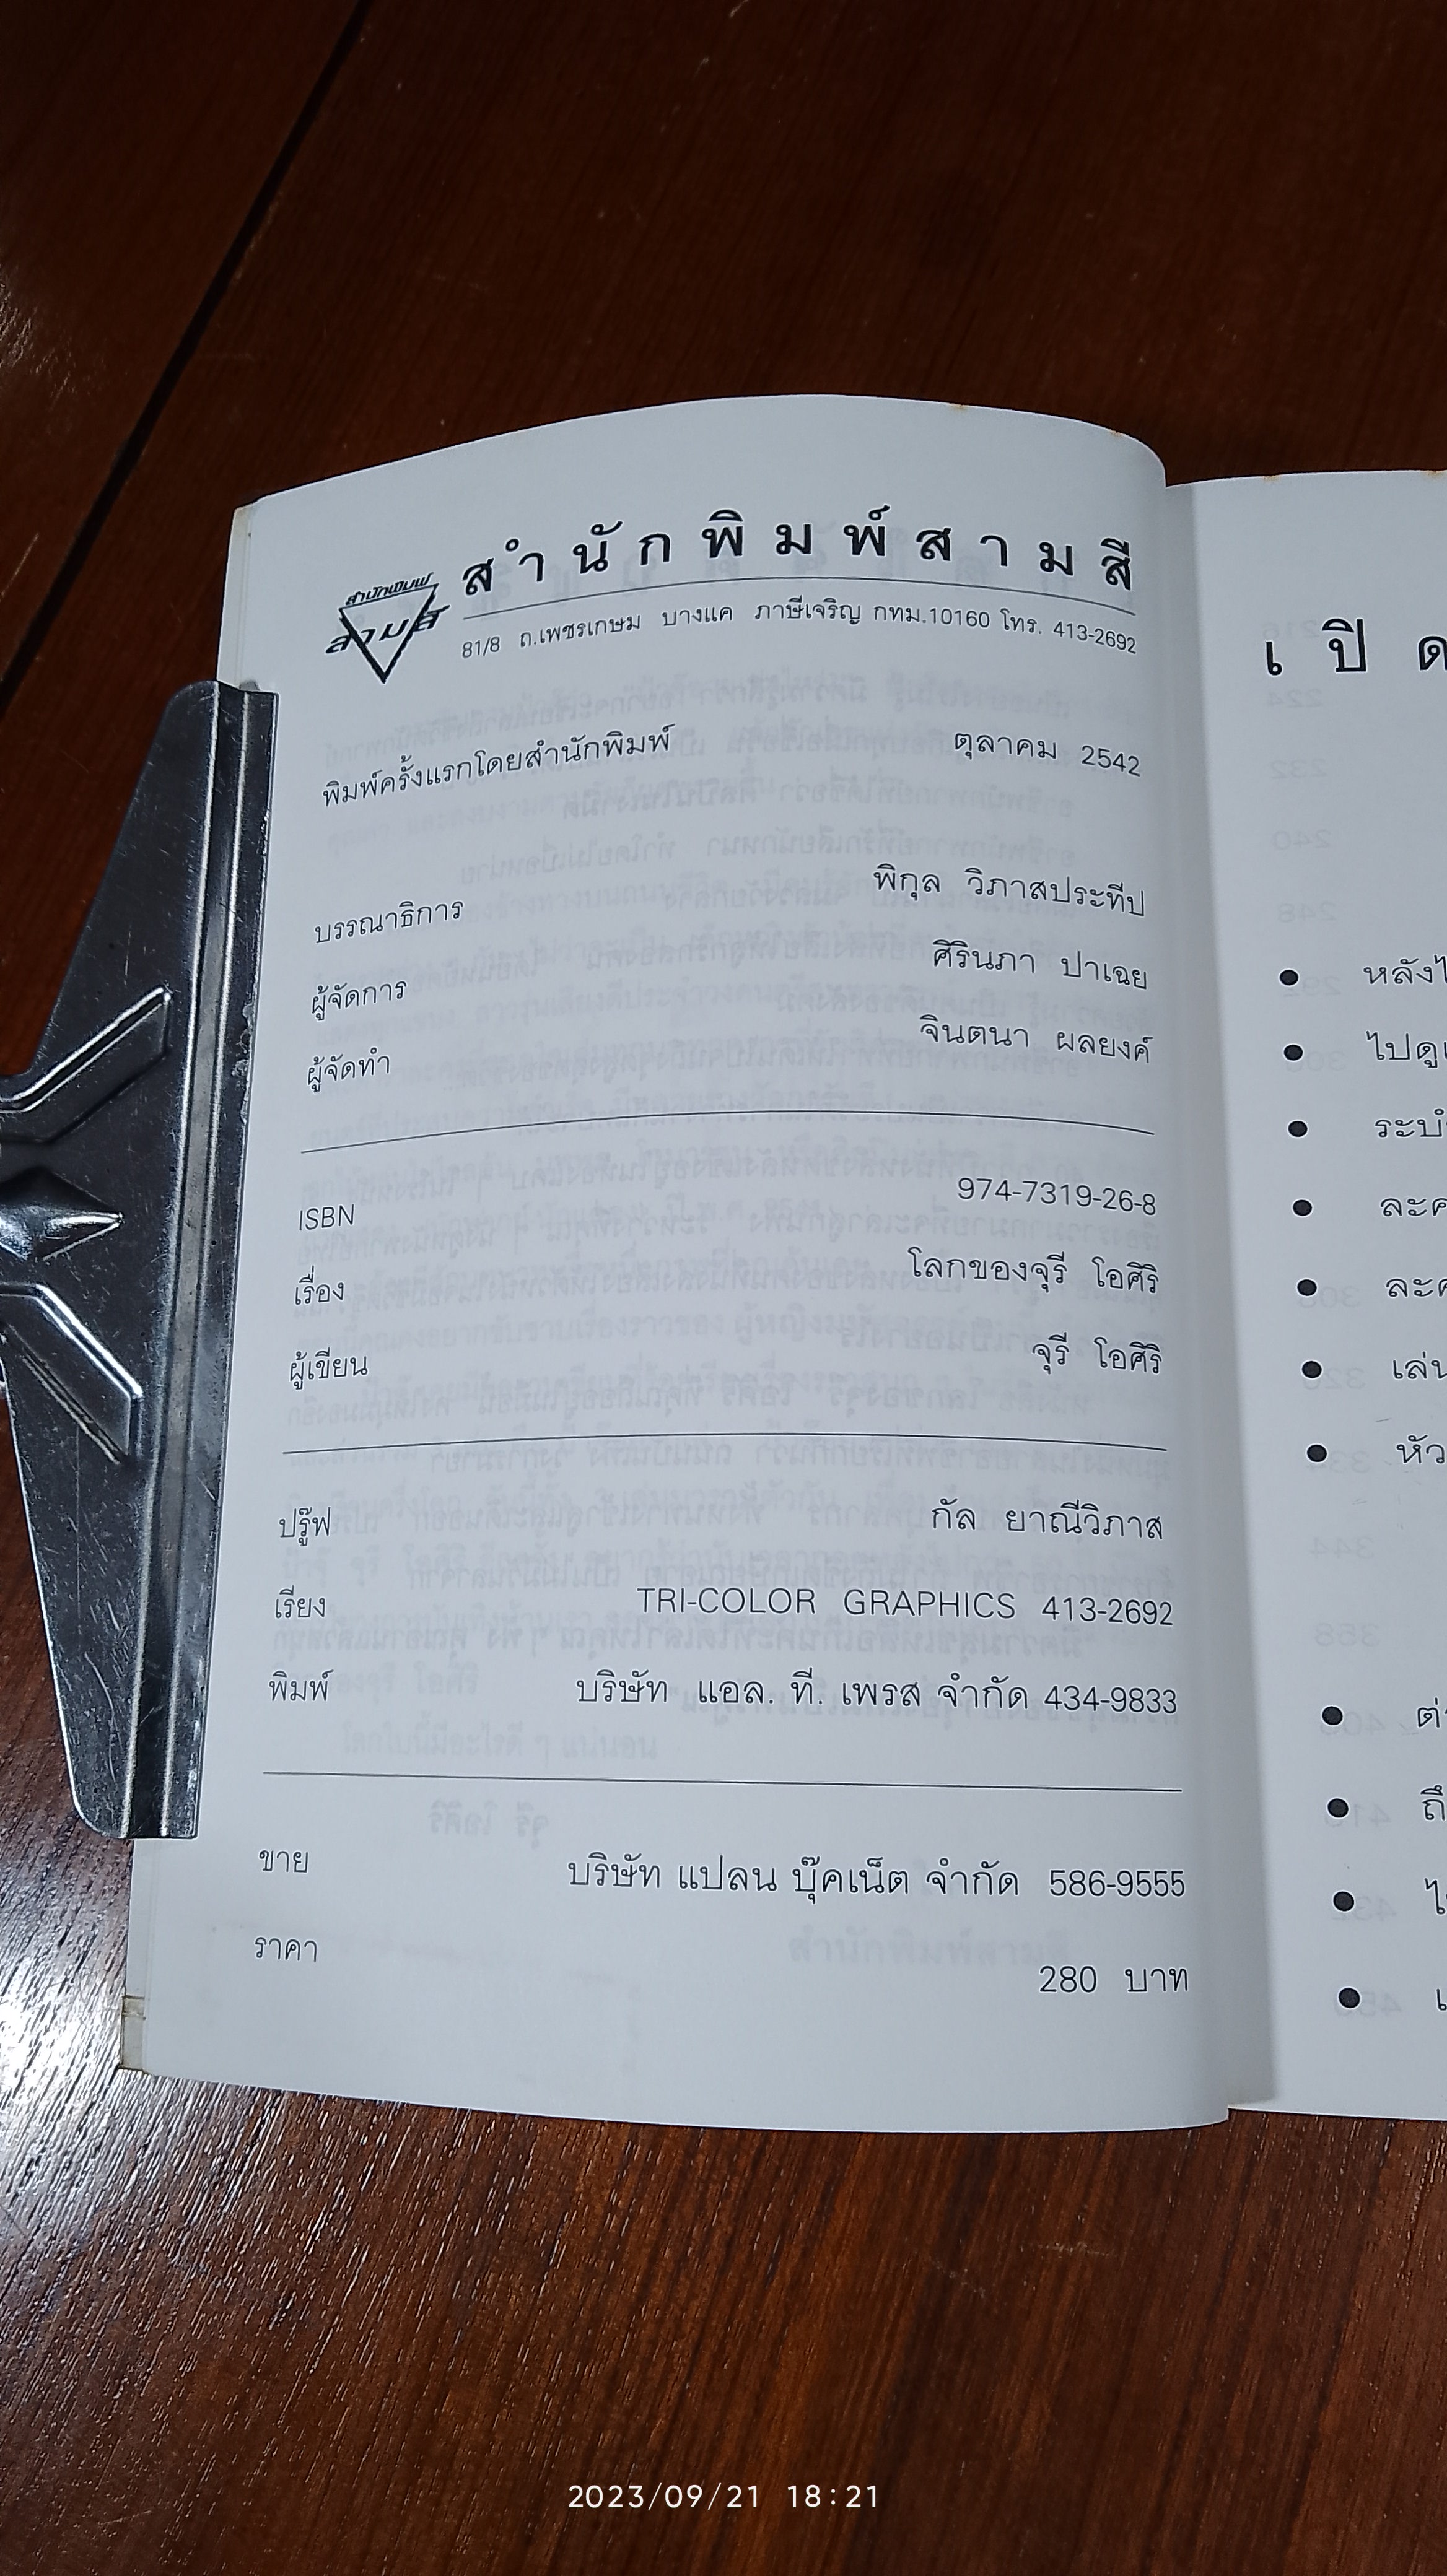 สำนักพิมพ์สามสี
สำนักพิมพ์
สามสี
81/8 ถ.เพชรเกษม บางแค ภาษีเจริญ กทม.10160 โทร. 413-2692
พิมพ์ครั้งแรกโดยสำนักพิมพ์ ตุลาคม 2542
บรรณาธิการ พิกุล วิภาสประทีป
ผู้จัดการ ศิรินภา ปาเฉย
ผู้จัดทำ จินตนา ผลยงค์
ISBN 974-7319-26-8
เรื่อง โลกของจุรี โอศิริ
ผู้เขียน จุรี โอศิริ
ปรู๊ฟ กัล ยาณีวิภาส
เรียง TRI-COLOR GRAPHICS 413-2692
พิมพ์ บริษัท แอล. ที. เพรส จำกัด 434-9833
ขาย บริษัท แปลน บุ๊คเน็ต จำกัด 586-9555
ราคา 280 บาท
เปิด
• หลัง
• ไปดู
• ระบำ
• ละค
• ละค
• เล่น
• หัว
• ต่
• ถึ
• ไ
• เ
2023/09/21 18:21